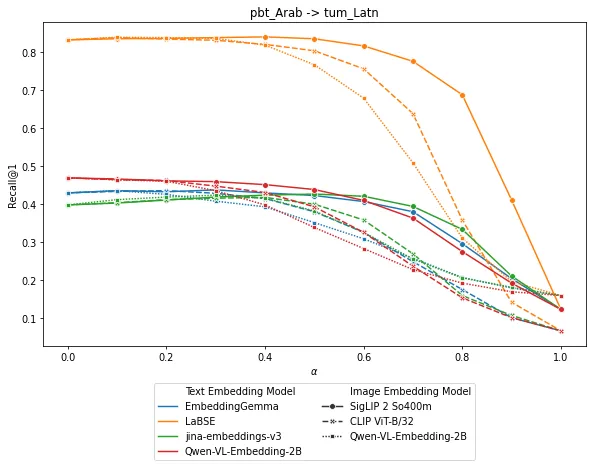 pbt_Arab -> tum_Latn
Recall@1
0.8
0.7
0.6
0.5
0.4
0.3
0.2
0.1
0.0 0.2 0.4 0.6 0.8 1.0
α
Text Embedding Model
EmbeddingGemma
LaBSE
jina-embeddings-v3
Qwen-VL-Embedding-2B
Image Embedding Model
SigLIP 2 So400m
CLIP ViT-B/32
Qwen-VL-Embedding-2B